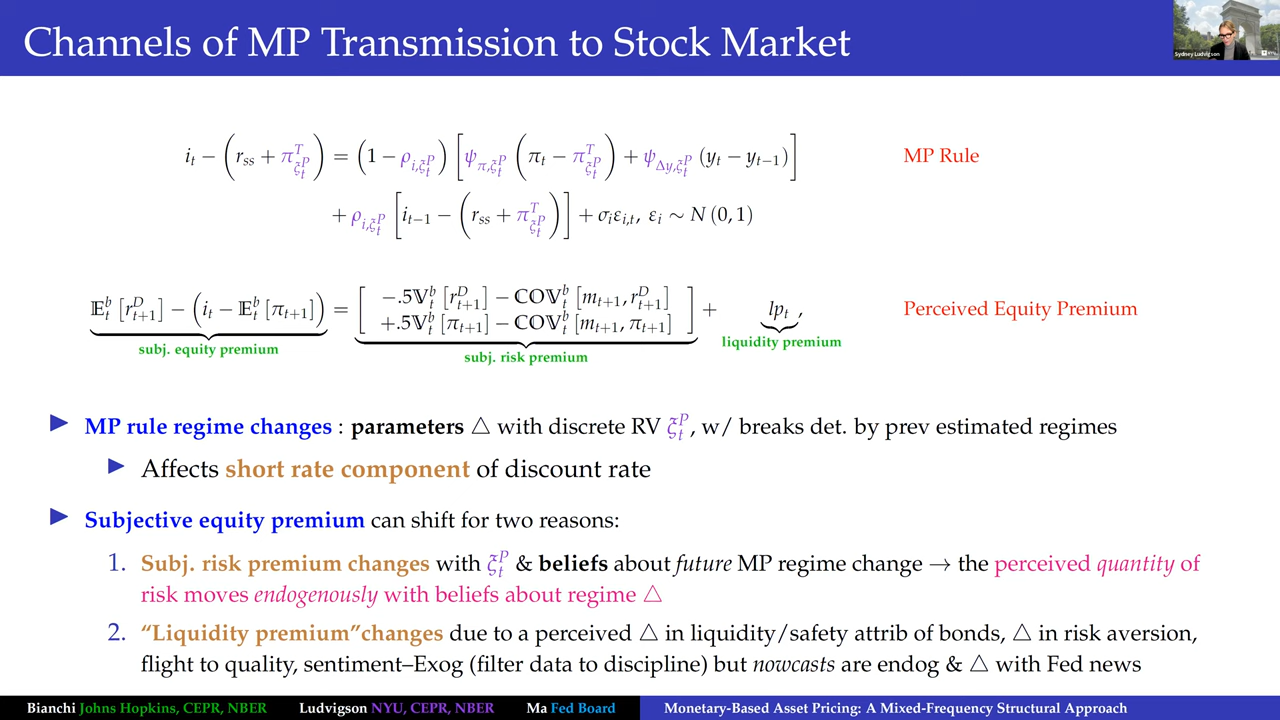 Channels of MP Transmission to Stock Market
Sydney Ludvigson
i_t − (r_ss + π^T_{ξ^P_t}) = (1 − ρ_{i,ξ^P_t}) [ψ_{π,ξ^P_t} (π_t − π^T_{ξ^P_t}) + ψ_{Δy,ξ^P_t} (y_t − y_{t−1})] MP Rule
+ ρ_{i,ξ^P_t} [i_{t−1} − (r_ss + π^T_{ξ^P_t})] + σ_i ε_{i,t}, ε_i ∼ N (0, 1)
𝔼^b_t [r^D_{t+1}] − (i_t − 𝔼^b_t [π_{t+1}]) = [ −.5𝕍^b_t [r^D_{t+1}] − ℂ𝕆𝕍^b_t [m_{t+1}, r^D_{t+1}]
+.5𝕍^b_t [π_{t+1}] − ℂ𝕆𝕍^b_t [m_{t+1}, π_{t+1}] ] + lp_t, Perceived Equity Premium
subj. equity premium subj. risk premium liquidity premium
▶ MP rule regime changes : parameters △ with discrete RV ξ^P_t, w/ breaks det. by prev estimated regimes
▶ Affects short rate component of discount rate
▶ Subjective equity premium can shift for two reasons:
1. Subj. risk premium changes with ξ^P_t & beliefs about future MP regime change → the perceived quantity of
risk moves endogenously with beliefs about regime △
2. “Liquidity premium”changes due to a perceived △ in liquidity/safety attrib of bonds, △ in risk aversion,
flight to quality, sentiment–Exog (filter data to discipline) but nowcasts are endog & △ with Fed news
Bianchi Johns Hopkins, CEPR, NBER Ludvigson NYU, CEPR, NBER Ma Fed Board Monetary-Based Asset Pricing: A Mixed-Frequency Structural Approach